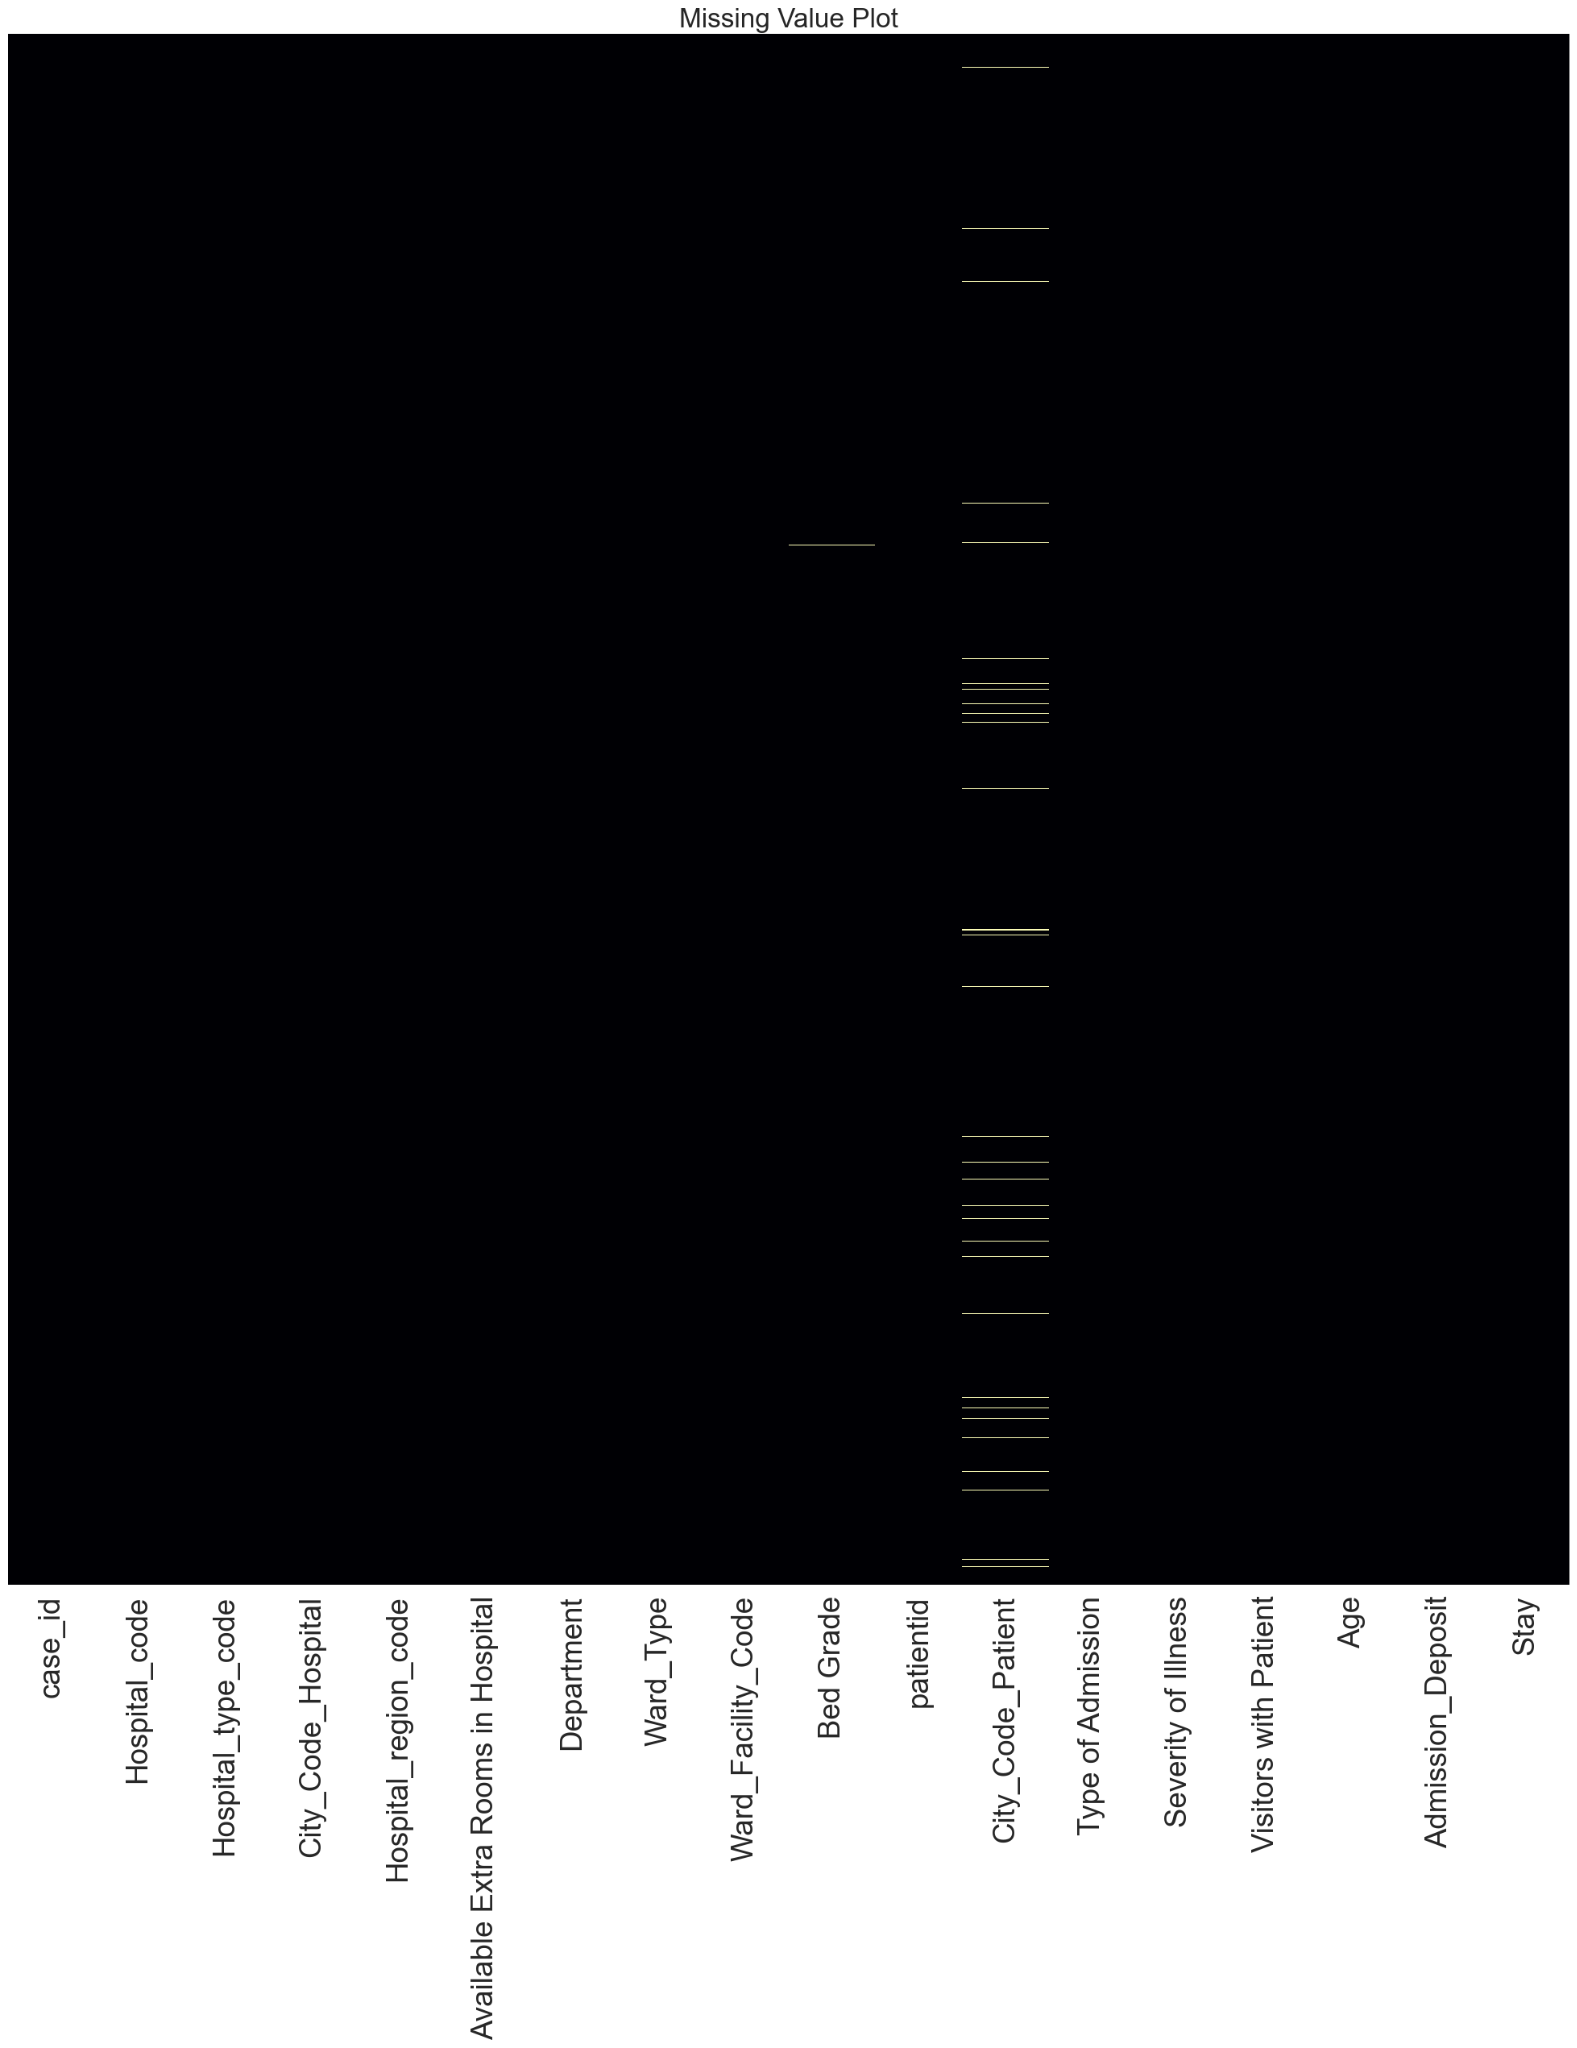 Missing Value Plot
case_id
Hospital_code
Hospital_type_code
City_Code_Hospital
Hospital_region_code
Available Extra Rooms in Hospital
Department
Ward_Type
Ward_Facility_Code
Bed Grade
patientid
City_Code_Patient
Type of Admission
Severity of Illness
Visitors with Patient
Age
Admission_Deposit
Stay